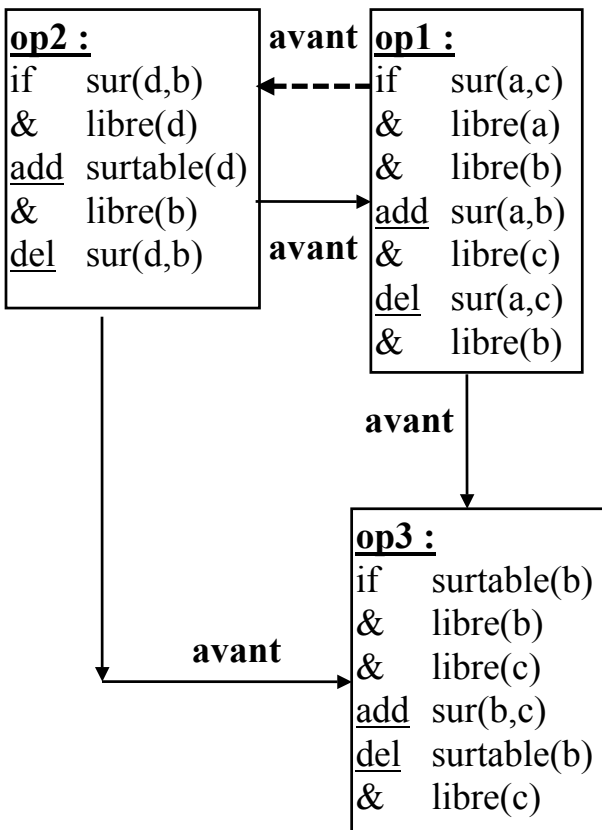 op2 :
if sur(d,b)
& libre(d)
add surtable(d)
& libre(b)
del sur(d,b)
avant
avant
op1 :
if sur(a,c)
& libre(a)
& libre(b)
add sur(a,b)
& libre(c)
del sur(a,c)
& libre(b)
avant
avant
op3 :
if surtable(b)
& libre(b)
& libre(c)
add sur(b,c)
del surtable(b)
& libre(c)